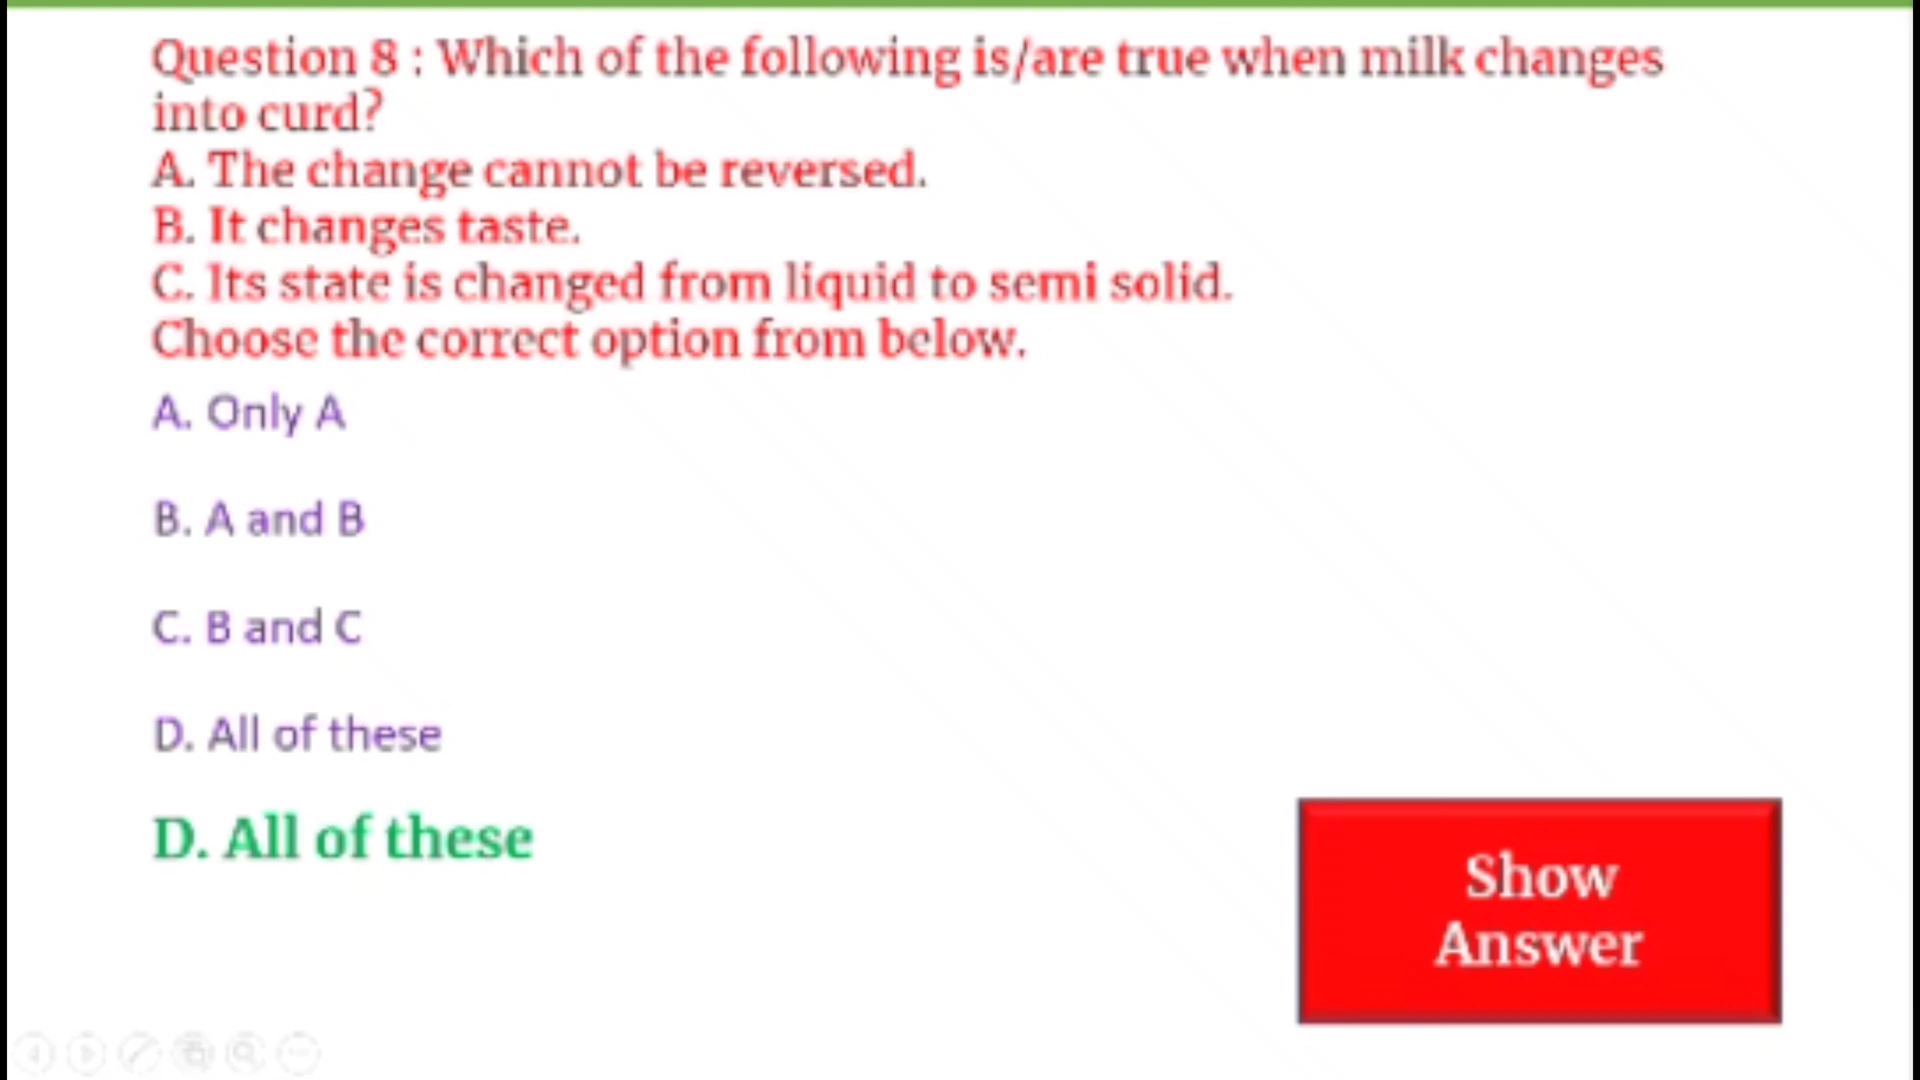 Question 8 : Which of the following is/are true when milk changes
into curd?
A. The change cannot be reversed.
B. It changes taste.
C. Its state is changed from liquid to semi solid.
Choose the correct option from below.
A. Only A
B. A and B
C. B and C
D. All of these
D. All of these
Show
Answer